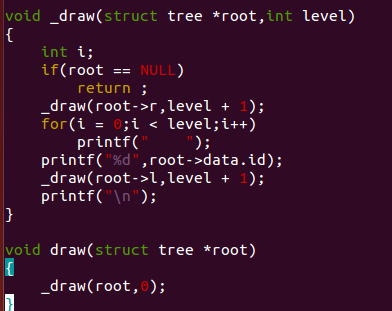 void _draw(struct tree *root,int level)
{
    int i;
    if(root == NULL)
        return ;
    _draw(root->r,level + 1);
    for(i = 0;i < level;i++)
        printf("    ");
    printf("%d",root->data.id);
    _draw(root->l,level + 1);
    printf("\n");
}

void draw(struct tree *root)
{
    _draw(root,0);
}